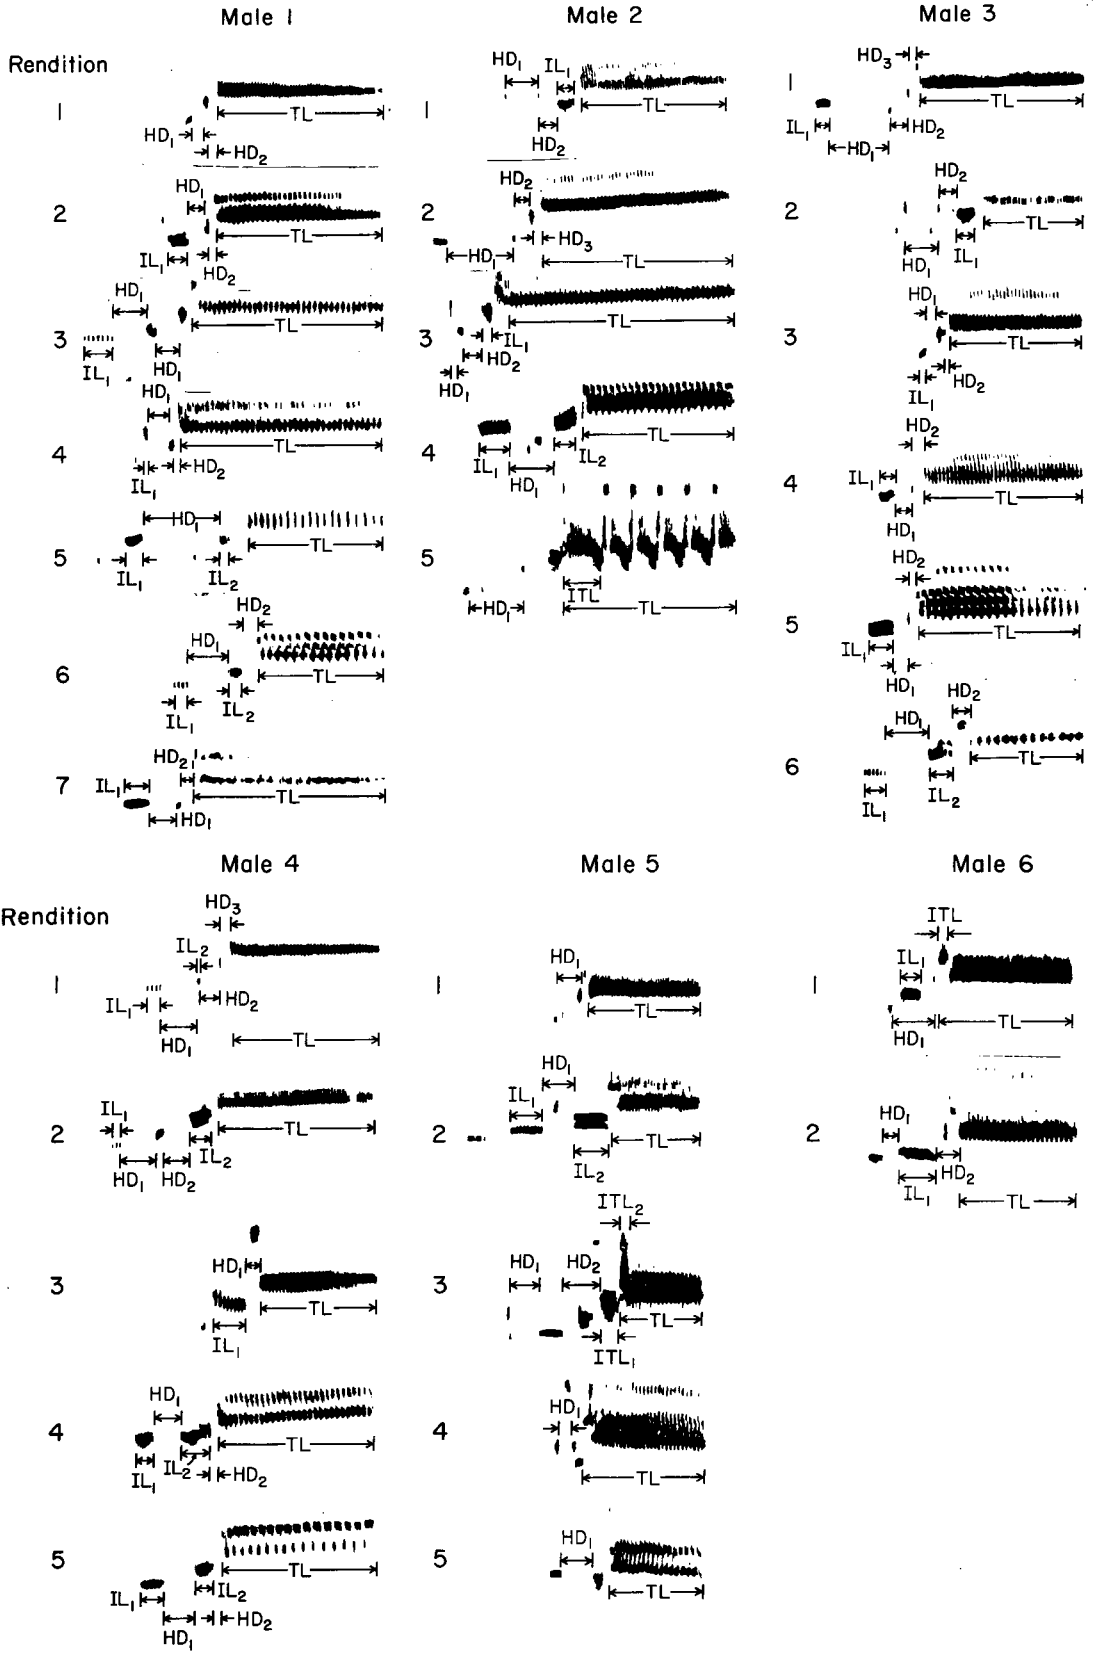 Male 1
Male 2
Male 3
Rendition
1
HD1
HD2
TL
1
HD1
IL1
HD2
TL
1
HD3
IL1
HD1
HD2
TL
2
HD1
IL1
HD2
TL
2
HD2
HD1
HD3
TL
2
HD2
HD1
IL1
TL
3
HD1
IL1
HD1
TL
3
IL1
HD2
HD1
TL
3
HD1
IL1
HD2
TL
4
HD1
IL1
HD2
TL
4
IL1
HD1
IL2
TL
4
HD2
IL1
HD1
TL
5
HD1
IL1
IL2
TL
5
HD1
ITL
TL
5
HD2
IL1
HD1
TL
6
HD2
HD1
IL1
IL2
TL
6
HD2
HD1
IL1
IL2
TL
7
HD2
IL1
HD1
TL
Male 4
Male 5
Male 6
Rendition
1
HD3
IL2
IL1
HD2
HD1
TL
1
HD1
TL
1
ITL
IL1
HD1
TL
2
IL1
HD1
HD2
IL2
TL
2
HD1
IL1
IL2
TL
2
HD1
IL1
HD2
TL
3
HD1
IL1
TL
3
ITL2
HD1
HD2
ITL1
TL
4
HD1
IL1
IL2
HD2
TL
4
HD1
TL
5
IL1
HD1
IL2
HD2
TL
5
HD1
TL